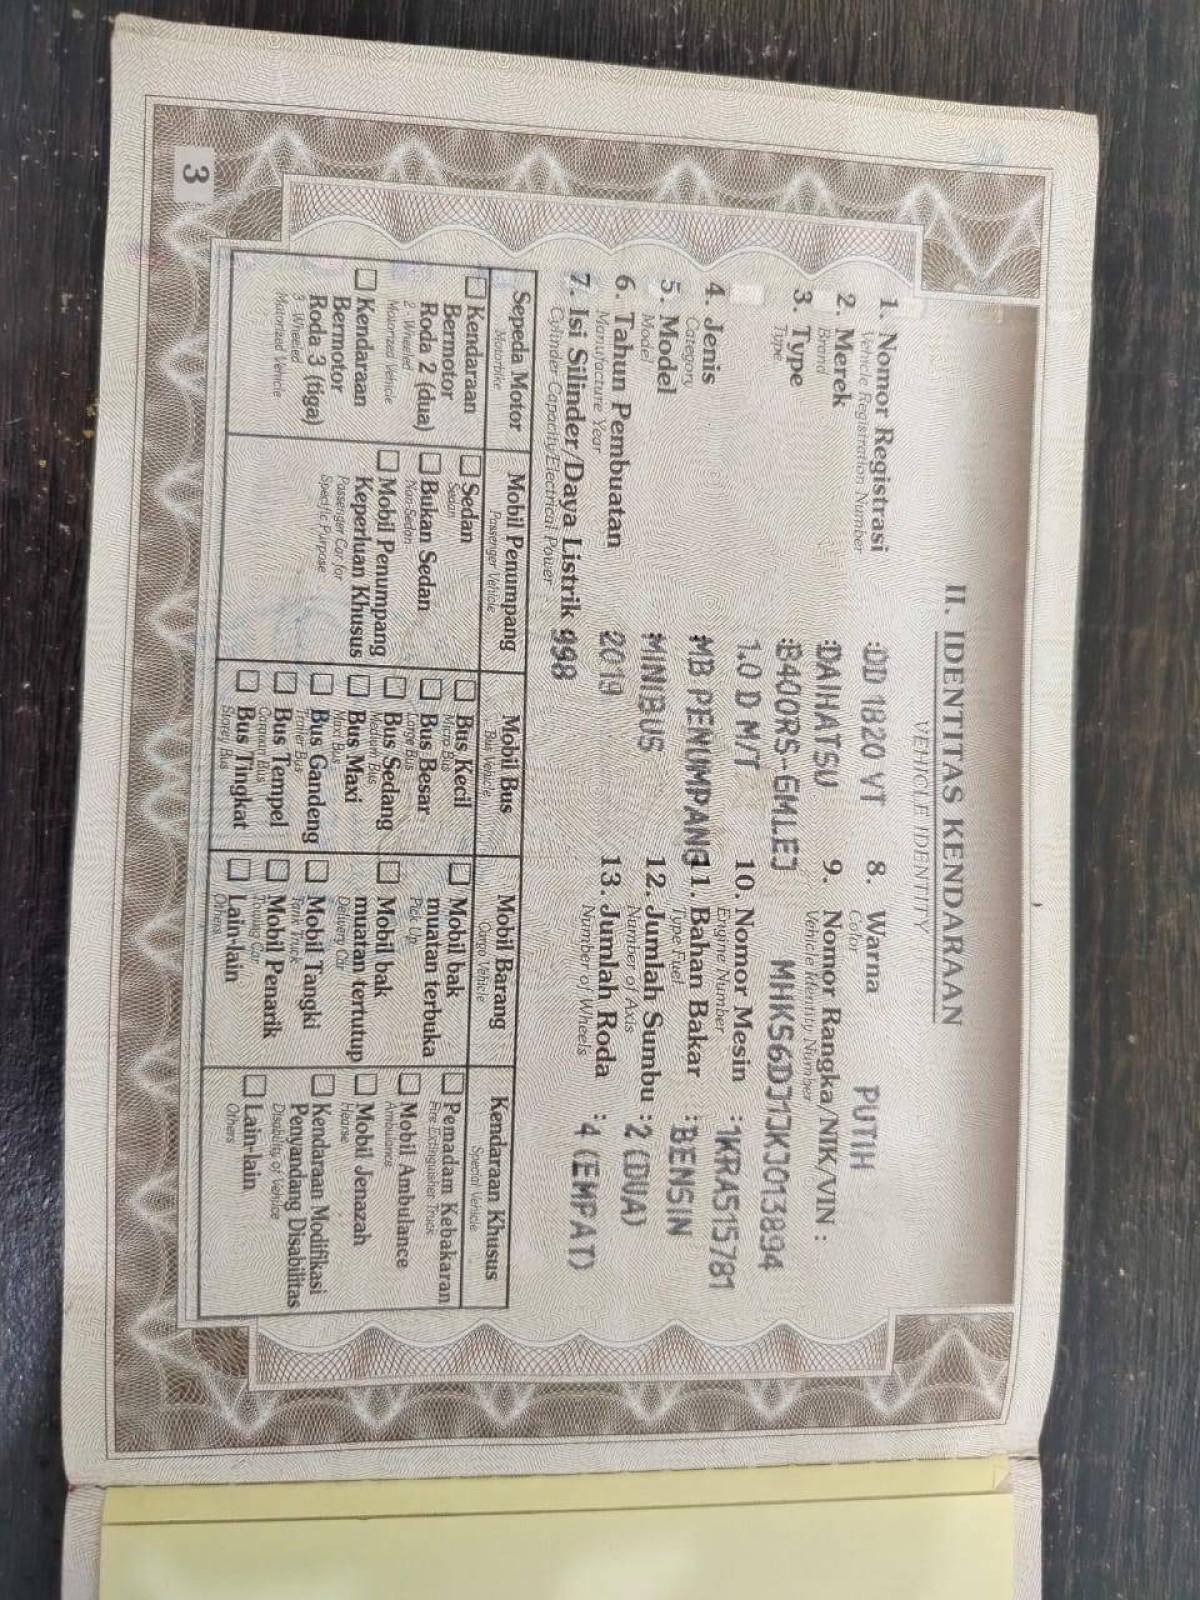 II. IDENTITAS KENDARAAN
VEHICLE IDENTITY
1. Nomor Registrasi :DD 1820 VT
Vehicle Registration Number
2. Merek :DAIHATSU
Brand
3. Type :B400RS-GMLEJ
Type
1.0 D M/T
4. Jenis :MB PENUMPANG
Category
5. Model :MINIBUS
Model
6. Tahun Pembuatan 2019
Manufacture Year
7. Isi Silinder/Daya Listrik 998
Cylinder Capacity/Electrical Power
8. Warna PUTIH
Color
9. Nomor Rangka/NIK/VIN :
Vehicle Identity Number
MHKS6DJ1JKJ013894
10. Nomor Mesin :1KRA515781
Engine Number
11. Bahan Bakar :BENSIN
Type Fuel
12. Jumlah Sumbu :2 (DUA)
Number of Axis
13. Jumlah Roda :4 (EMPAT)
Number of Wheels
Sepeda Motor
Motorbike
Kendaraan
Bermotor
Roda 2 (dua)
2 Wheeled
Motorized Vehicle
Kendaraan
Bermotor
Roda 3 (tiga)
3 Wheeled
Motorized Vehicle
Mobil Penumpang
Passenger Vehicle
Sedan
Sedan
Bukan Sedan
Non-Sedan
Mobil Penumpang
Keperluan Khusus
Passenger Car for
Specific Purpose
Mobil Bus
Bus Vehicle
Bus Kecil
Micro Bus
Bus Besar
Large Bus
Bus Sedang
Medium Bus
Bus Maxi
Maxi Bus
Bus Gandeng
Trailer Bus
Bus Tempel
Caravan Bus
Bus Tingkat
Storey Bus
Mobil Barang
Cargo Vehicle
Mobil bak
muatan terbuka
Pick Up
Mobil bak
muatan tertutup
Delivery Car
Mobil Tangki
Tank Truck
Mobil Penarik
Towing Car
Lain-lain
Others
Kendaraan Khusus
Special Vehicle
Pemadam Kebakaran
Fire Extinguisher Truck
Mobil Ambulance
Ambulance
Mobil Jenazah
Hearse
Kendaraan Modifikasi
Penyandang Disabilitas
Disability of Vehice
Lain-lain
Others
3